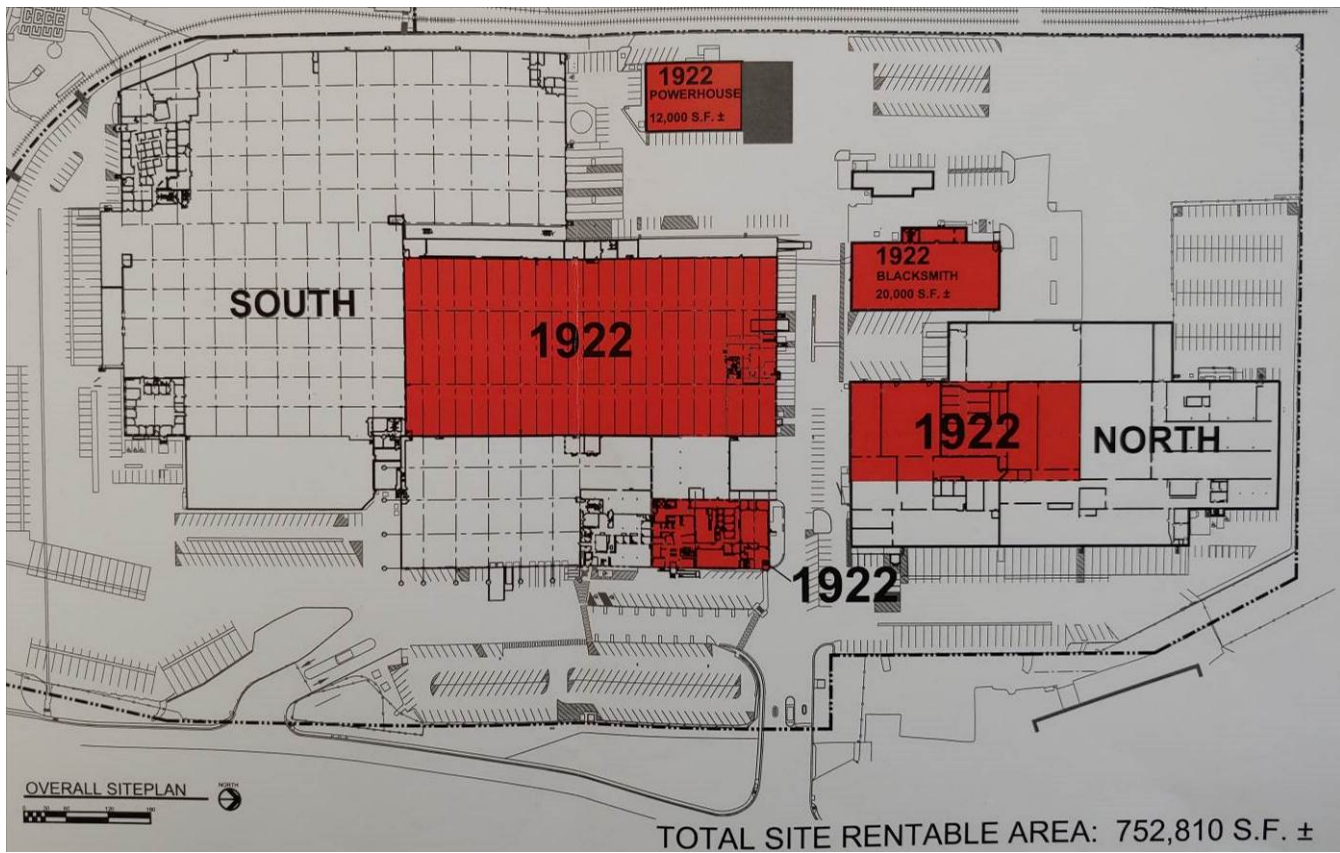 1922
POWERHOUSE
12,000 S.F. ±
1922
BLACKSMITH
20,000 S.F. ±
SOUTH
1922
1922
NORTH
1922
OVERALL SITEPLAN
NORTH
TOTAL SITE RENTABLE AREA: 752,810 S.F. ±